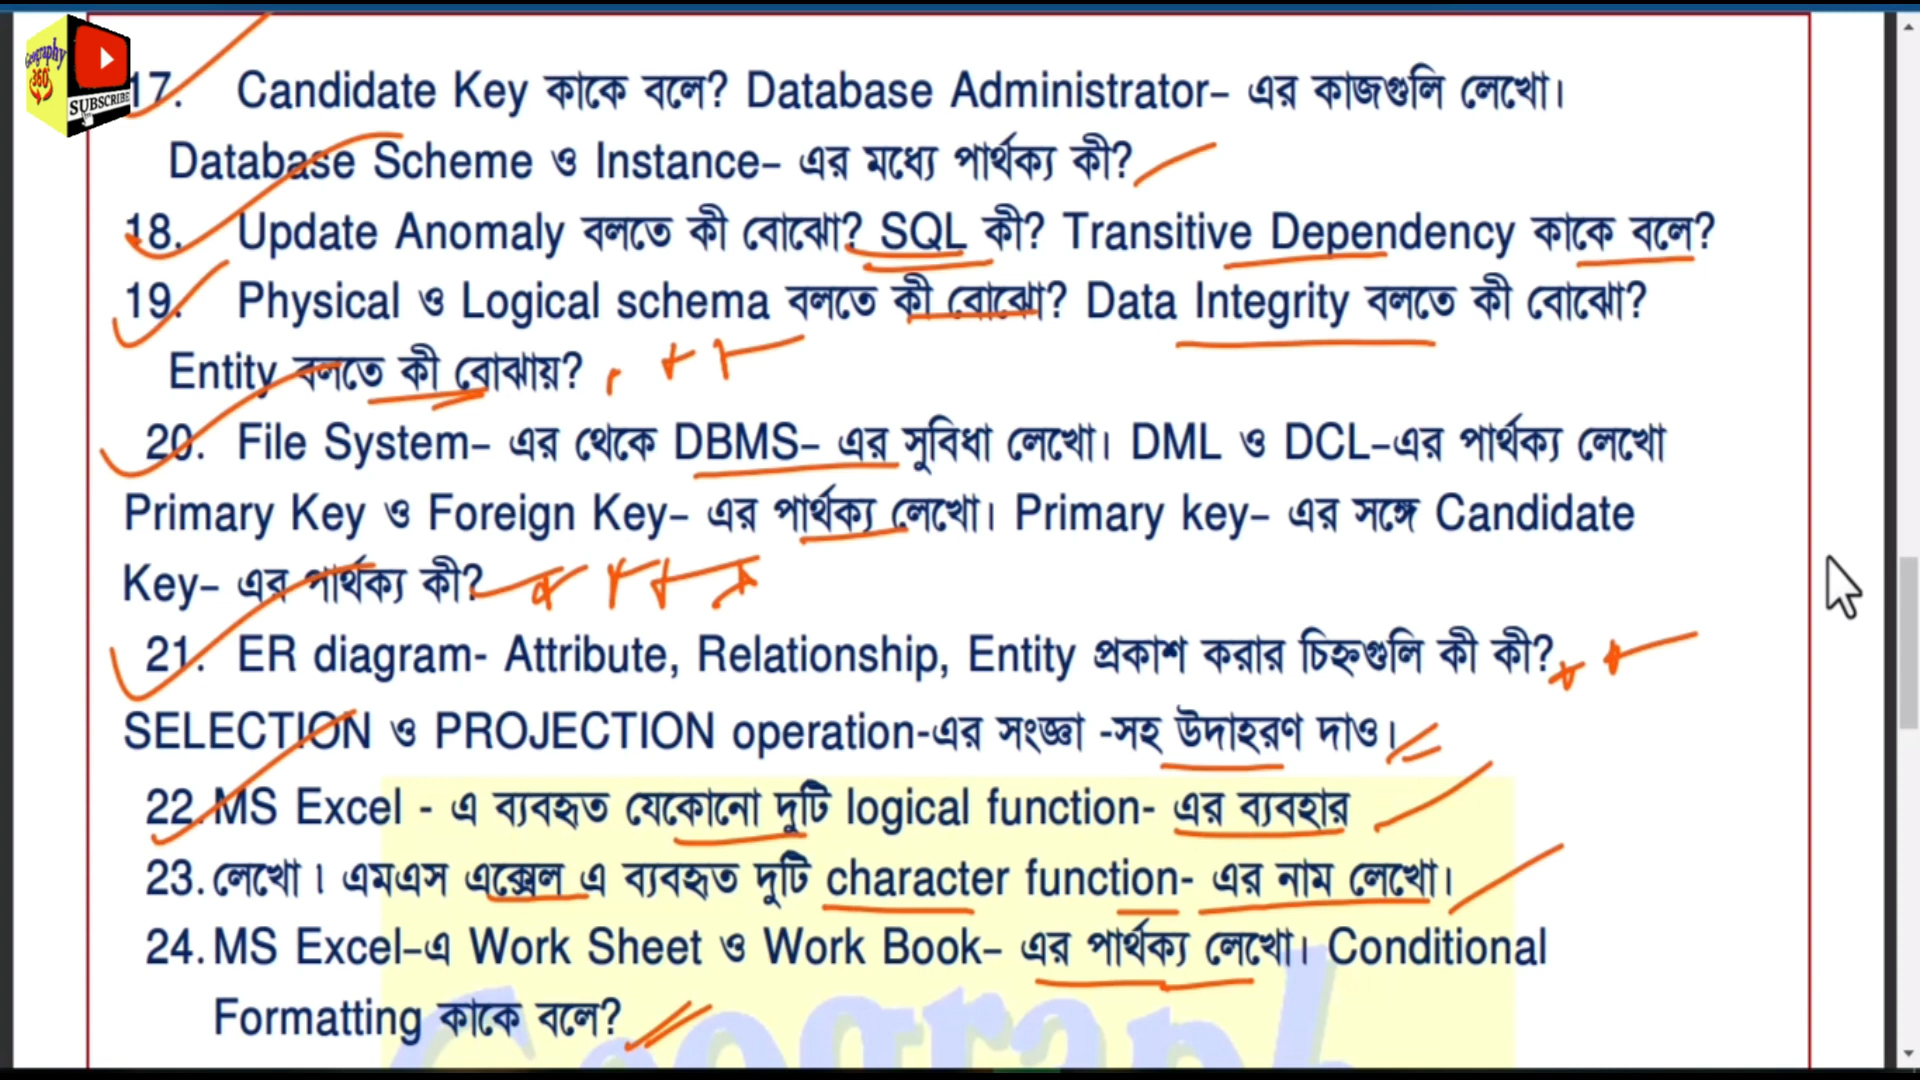 Geography
360°
SUBSCRIBE
17. Candidate Key কাকে বলে? Database Administrator– এর কাজগুলি লেখো।
Database Scheme ও Instance– এর মধ্যে পার্থক্য কী?
18. Update Anomaly বলতে কী বোঝো? SQL কী? Transitive Dependency কাকে বলে?
19. Physical ও Logical schema বলতে কী বোঝো? Data Integrity বলতে কী বোঝো?
Entity বলতে কী বোঝায়?
20. File System– এর থেকে DBMS– এর সুবিধা লেখো। DML ও DCL–এর পার্থক্য লেখো
Primary Key ও Foreign Key– এর পার্থক্য লেখো। Primary key– এর সঙ্গে Candidate
Key– এর পার্থক্য কী?
21. ER diagram- Attribute, Relationship, Entity প্রকাশ করার চিহ্নগুলি কী কী?
SELECTION ও PROJECTION operation-এর সংজ্ঞা -সহ উদাহরণ দাও।
22. MS Excel - এ ব্যবহৃত যেকোনো দুটি logical function- এর ব্যবহার
23. লেখো ৷ এমএস এক্সেল এ ব্যবহৃত দুটি character function- এর নাম লেখো।
24. MS Excel–এ Work Sheet ও Work Book– এর পার্থক্য লেখো। Conditional
Formatting কাকে বলে?